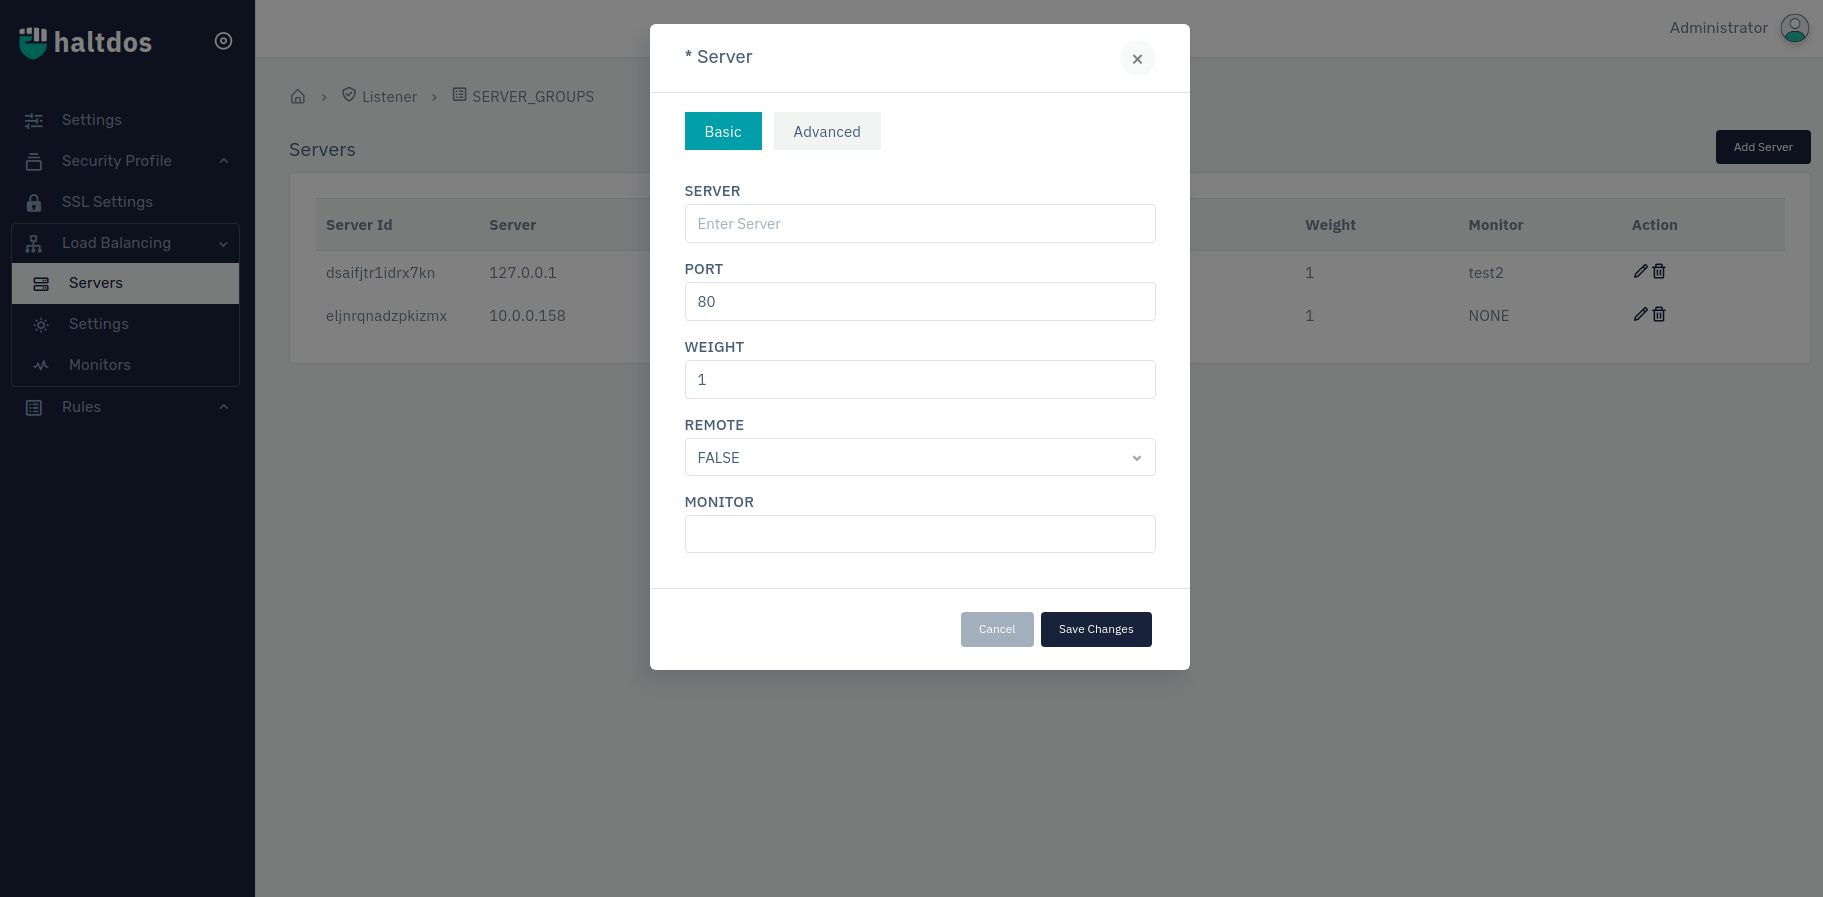 haltdos
Administrator
Settings
Security Profile
SSL Settings
Load Balancing
Servers
Settings
Monitors
Rules
› Listener › SERVER_GROUPS
Servers
Add Server
Server Id Server Weight Monitor Action
dsaifjtr1idrx7kn 127.0.0.1 1 test2
eljnrqnadzpkizmx 10.0.0.158 1 NONE
* Server
×
Basic Advanced
SERVER
Enter Server
PORT
80
WEIGHT
1
REMOTE
FALSE
MONITOR
Cancel Save Changes